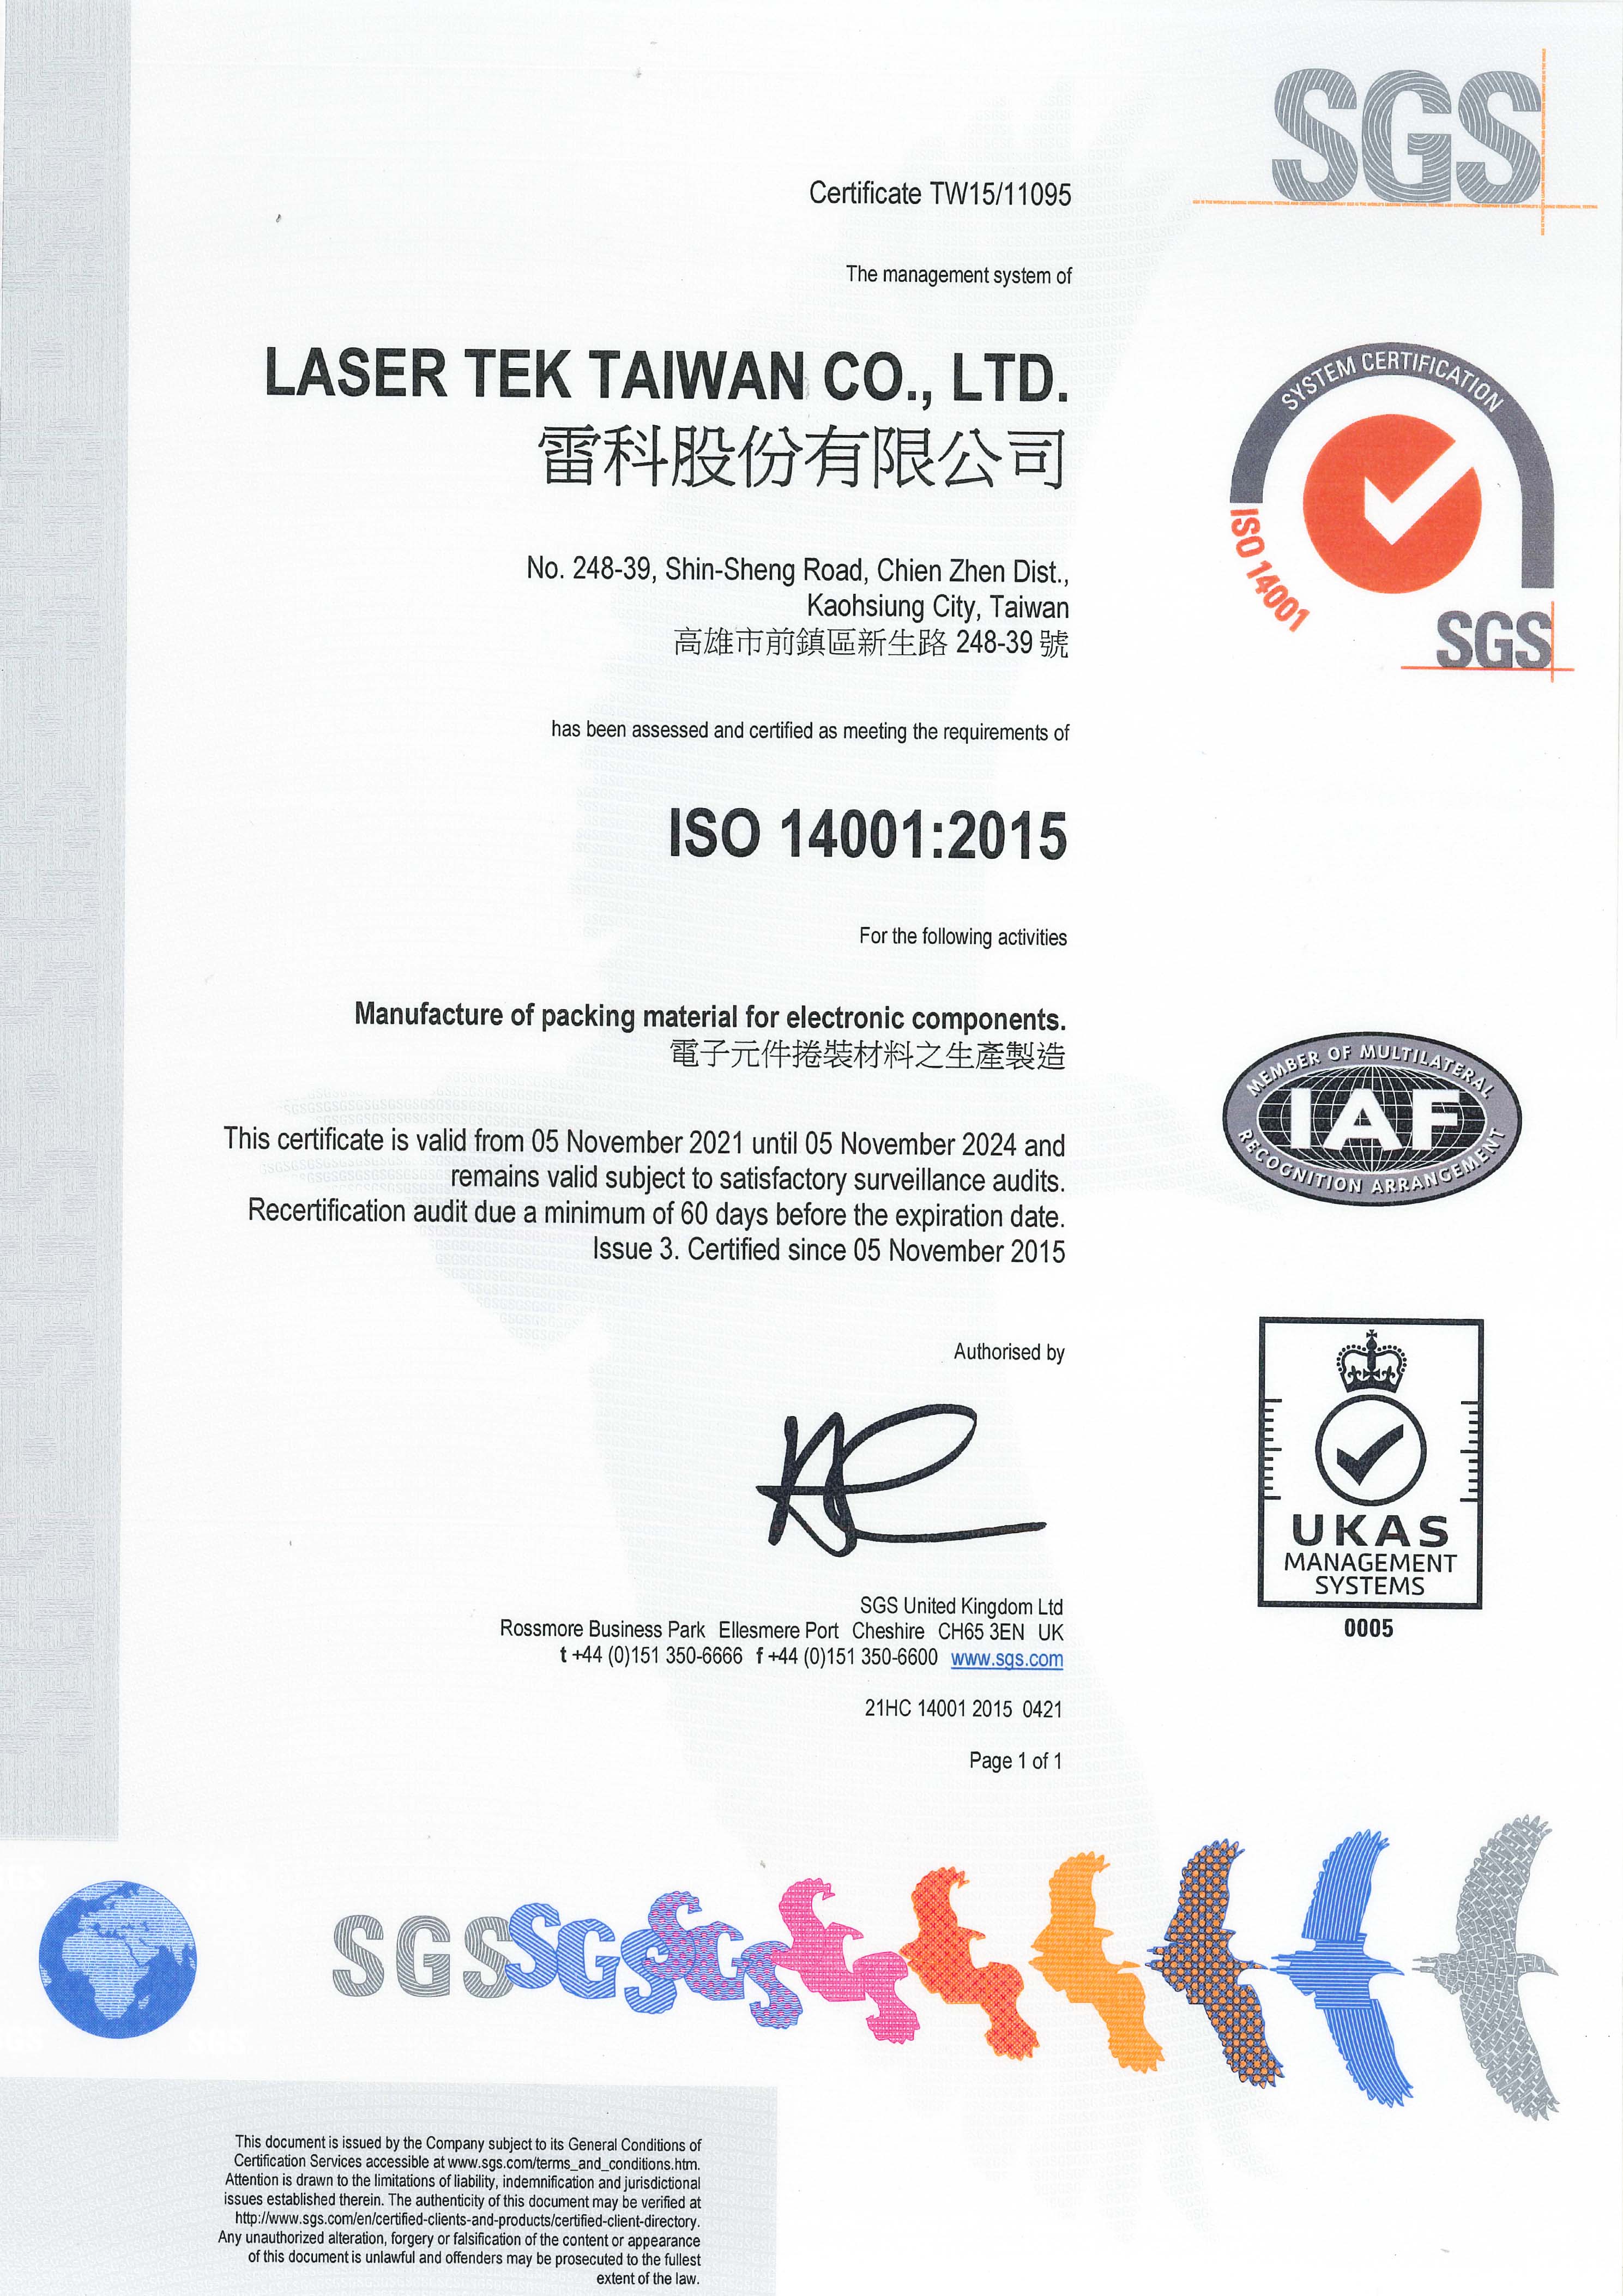 SGS
Certificate TW15/11095
The management system of
LASER TEK TAIWAN CO., LTD.
雷科股份有限公司
SYSTEM CERTIFICATION
ISO 14001
SGS
No. 248-39, Shin-Sheng Road, Chien Zhen Dist.,
Kaohsiung City, Taiwan
高雄市前鎮區新生路 248-39 號
has been assessed and certified as meeting the requirements of
ISO 14001:2015
For the following activities
Manufacture of packing material for electronic components.
電子元件捲裝材料之生產製造
MEMBER OF MULTILATERAL
IAF
RECOGNITION ARRANGEMENT
This certificate is valid from 05 November 2021 until 05 November 2024 and
remains valid subject to satisfactory surveillance audits.
Recertification audit due a minimum of 60 days before the expiration date.
Issue 3. Certified since 05 November 2015
Authorised by
UKAS
MANAGEMENT
SYSTEMS
0005
SGS United Kingdom Ltd
Rossmore Business Park Ellesmere Port Cheshire CH65 3EN UK
t +44 (0)151 350-6666 f +44 (0)151 350-6600 www.sgs.com
21HC 14001 2015 0421
Page 1 of 1
SGS SGS SGS
This document is issued by the Company subject to its General Conditions of
Certification Services accessible at www.sgs.com/terms_and_conditions.htm.
Attention is drawn to the limitations of liability, indemnification and jurisdictional
issues established therein. The authenticity of this document may be verified at
http://www.sgs.com/en/certified-clients-and-products/certified-client-directory.
Any unauthorized alteration, forgery or falsification of the content or appearance
of this document is unlawful and offenders may be prosecuted to the fullest
extent of the law.